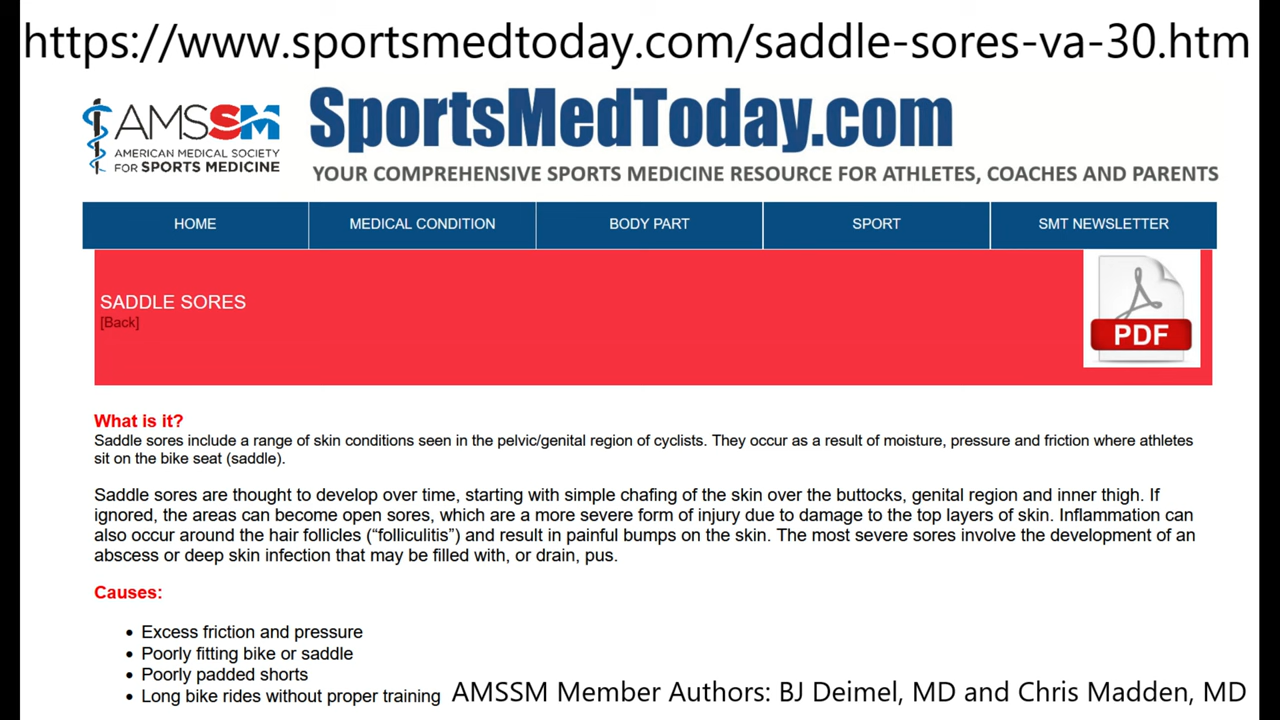 https://www.sportsmedtoday.com/saddle-sores-va-30.htm
AMSSM
AMERICAN MEDICAL SOCIETY
FOR SPORTS MEDICINE
SportsMedToday.com
YOUR COMPREHENSIVE SPORTS MEDICINE RESOURCE FOR ATHLETES, COACHES AND PARENTS
HOME MEDICAL CONDITION BODY PART SPORT SMT NEWSLETTER
SADDLE SORES
[Back]
PDF
What is it?
Saddle sores include a range of skin conditions seen in the pelvic/genital region of cyclists. They occur as a result of moisture, pressure and friction where athletes
sit on the bike seat (saddle).
Saddle sores are thought to develop over time, starting with simple chafing of the skin over the buttocks, genital region and inner thigh. If
ignored, the areas can become open sores, which are a more severe form of injury due to damage to the top layers of skin. Inflammation can
also occur around the hair follicles (“folliculitis”) and result in painful bumps on the skin. The most severe sores involve the development of an
abscess or deep skin infection that may be filled with, or drain, pus.
Causes:
• Excess friction and pressure
• Poorly fitting bike or saddle
• Poorly padded shorts
• Long bike rides without proper training
AMSSM Member Authors: BJ Deimel, MD and Chris Madden, MD